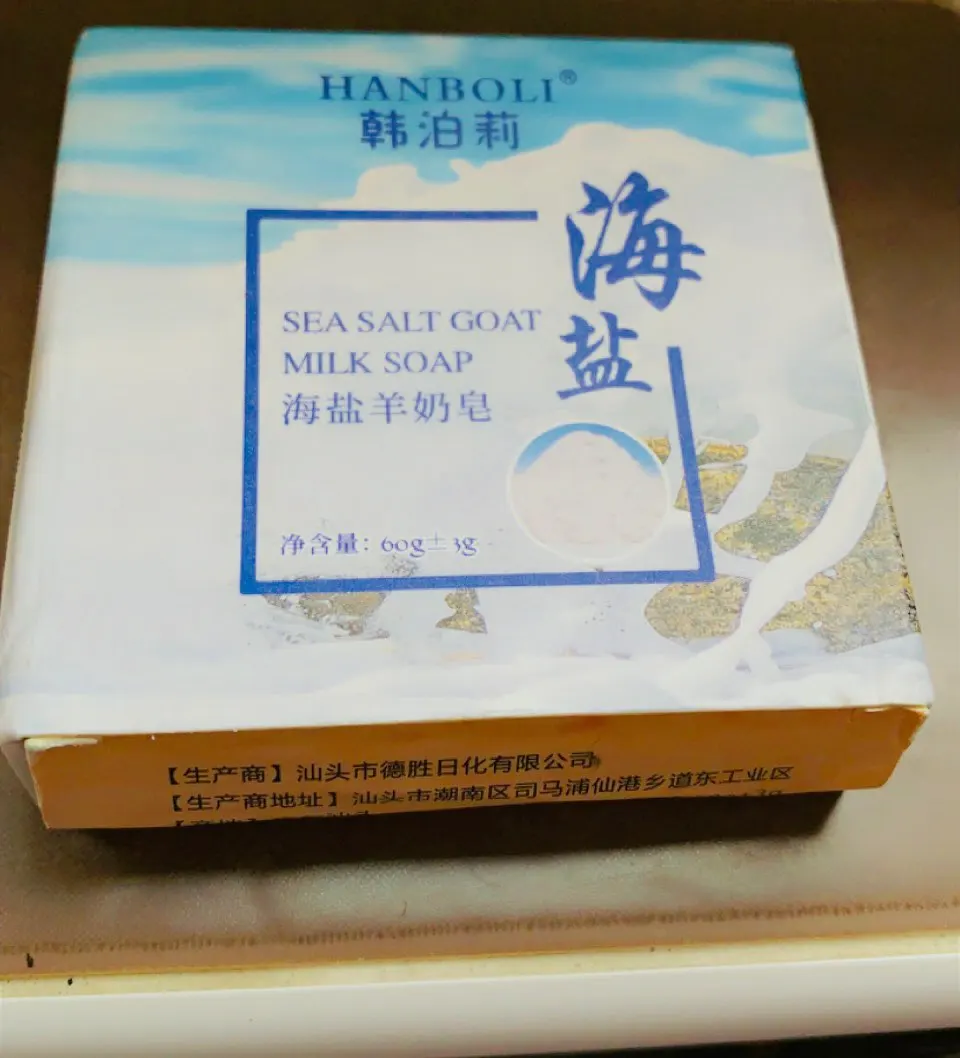 HANBOLI®
韩泊莉
海盐
SEA SALT GOAT
MILK SOAP
海盐羊奶皂
净含量：60g±3g
【生产商】汕头市德胜日化有限公司
【生产商地址】汕头市潮南区司马浦仙港乡道东工业区